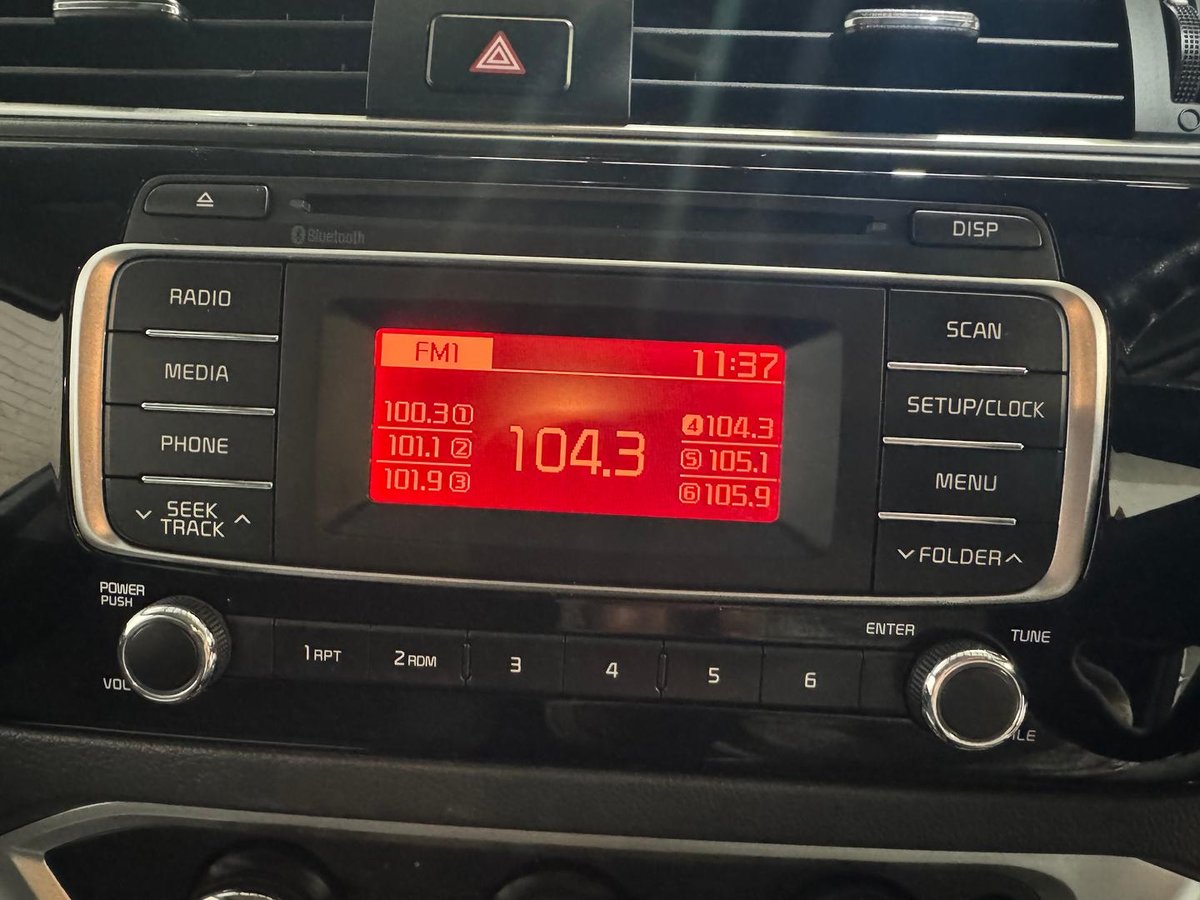 Bluetooth
DISP
RADIO
MEDIA
PHONE
SEEK
TRACK
FM1 11:37
100.3 1
101.1 2
101.9 3
104.3
4 104.3
5 105.1
6 105.9
SCAN
SETUP/CLOCK
MENU
FOLDER
POWER
PUSH
VOL
1 RPT 2 RDM 3 4 5 6
ENTER
TUNE